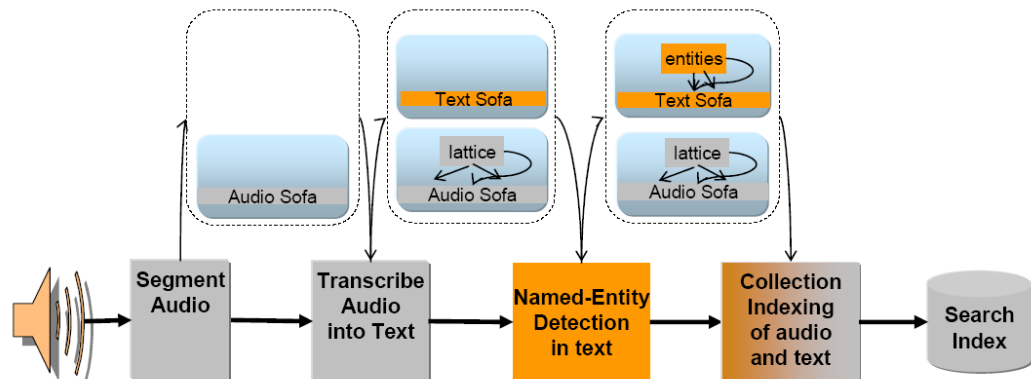 entities
Text Sofa
Text Sofa
lattice
lattice
Audio Sofa
Audio Sofa
Audio Sofa
Segment
Audio
Transcribe
Audio
into Text
Named-Entity
Detection
in text
Collection
Indexing
of audio
and text
Search
Index